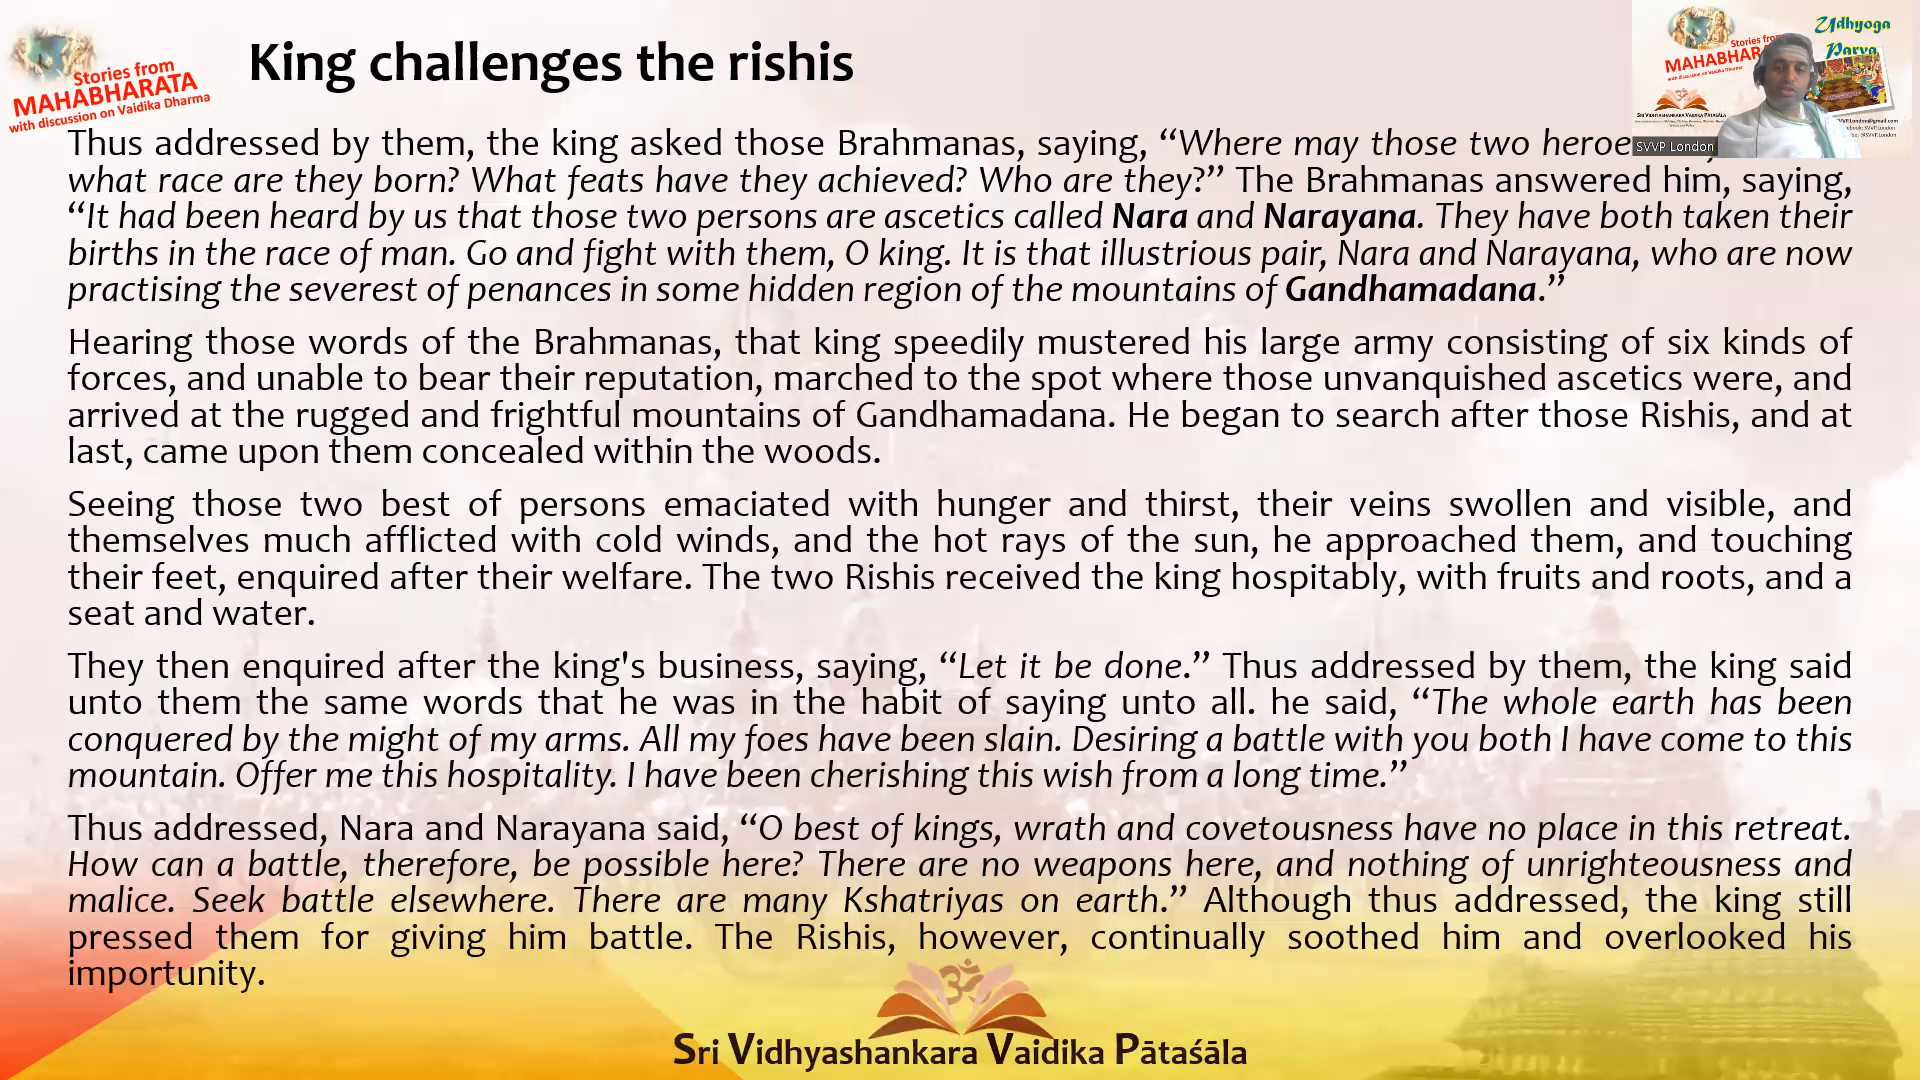 Stories from
MAHABHARATA
with discussion on Vaidika Dharma
King challenges the rishis
Udhyoga
Parva
Stories from
MAHABHAR
with discussion on Vaidika Dharma
SRI VIDHYASHANKARA VAIDIKA PĀTAŚĀLA
SVVP London
Thus addressed by them, the king asked those Brahmanas, saying, “Where may those two heroe
what race are they born? What feats have they achieved? Who are they?” The Brahmanas answered him, saying,
“It had been heard by us that those two persons are ascetics called Nara and Narayana. They have both taken their
births in the race of man. Go and fight with them, O king. It is that illustrious pair, Nara and Narayana, who are now
practising the severest of penances in some hidden region of the mountains of Gandhamadana.”
Hearing those words of the Brahmanas, that king speedily mustered his large army consisting of six kinds of
forces, and unable to bear their reputation, marched to the spot where those unvanquished ascetics were, and
arrived at the rugged and frightful mountains of Gandhamadana. He began to search after those Rishis, and at
last, came upon them concealed within the woods.
Seeing those two best of persons emaciated with hunger and thirst, their veins swollen and visible, and
themselves much afflicted with cold winds, and the hot rays of the sun, he approached them, and touching
their feet, enquired after their welfare. The two Rishis received the king hospitably, with fruits and roots, and a
seat and water.
They then enquired after the king's business, saying, “Let it be done.” Thus addressed by them, the king said
unto them the same words that he was in the habit of saying unto all. he said, “The whole earth has been
conquered by the might of my arms. All my foes have been slain. Desiring a battle with you both I have come to this
mountain. Offer me this hospitality. I have been cherishing this wish from a long time.”
Thus addressed, Nara and Narayana said, “O best of kings, wrath and covetousness have no place in this retreat.
How can a battle, therefore, be possible here? There are no weapons here, and nothing of unrighteousness and
malice. Seek battle elsewhere. There are many Kshatriyas on earth.” Although thus addressed, the king still
pressed them for giving him battle. The Rishis, however, continually soothed him and overlooked his
importunity.
ॐ
Sri Vidhyashankara Vaidika Pātaśāla